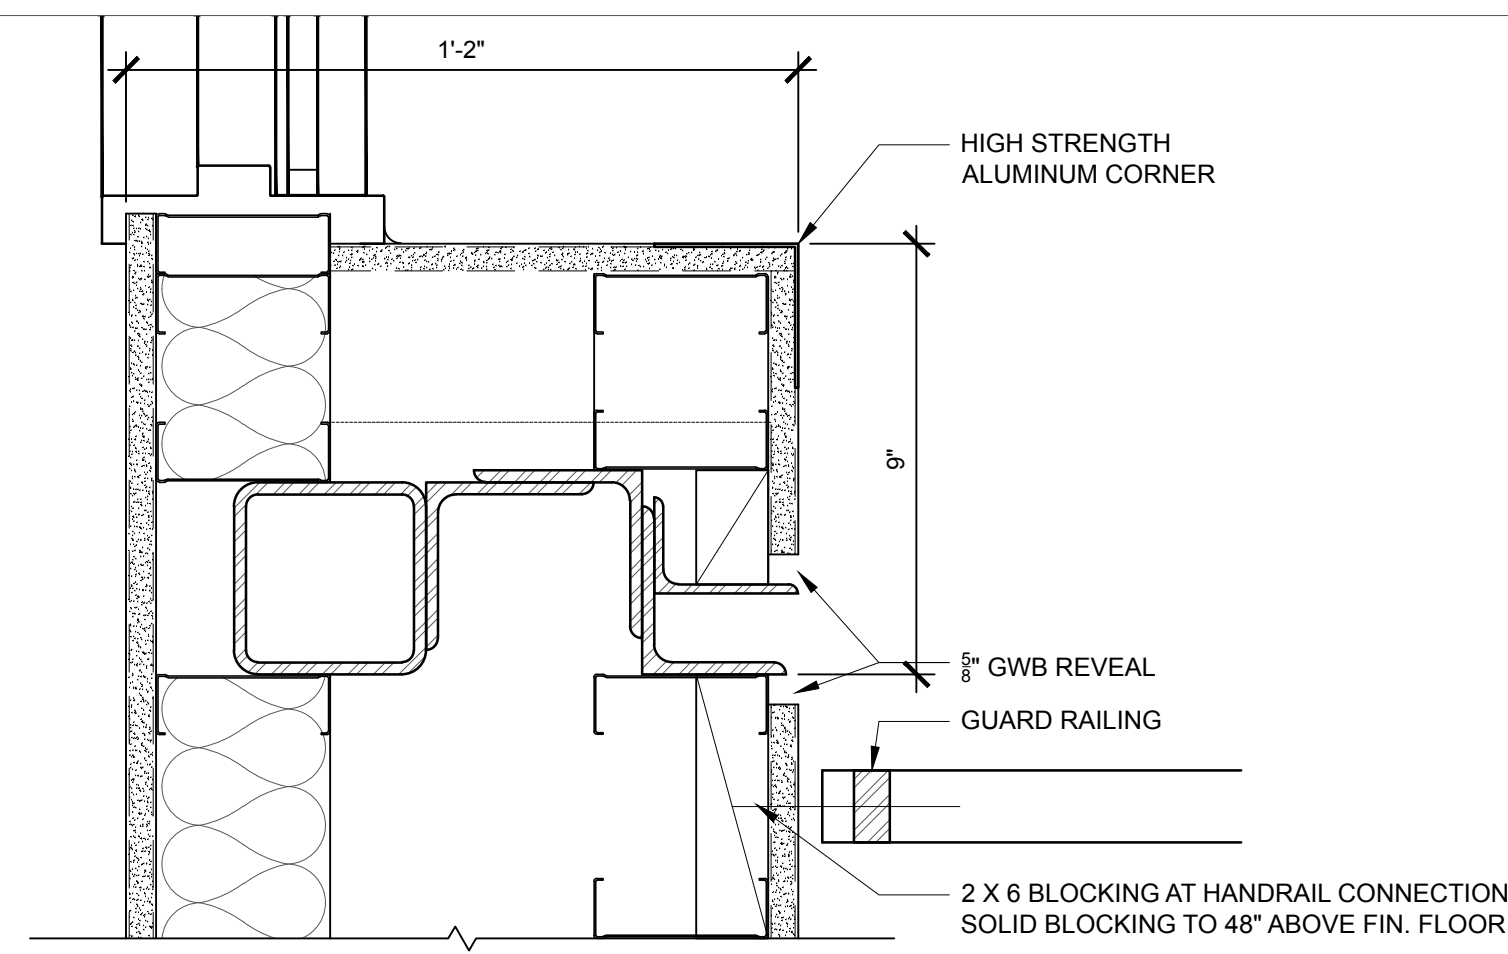 1'-2"
HIGH STRENGTH
ALUMINUM CORNER
9"
5/8" GWB REVEAL
GUARD RAILING
2 X 6 BLOCKING AT HANDRAIL CONNECTION
SOLID BLOCKING TO 48" ABOVE FIN. FLOOR